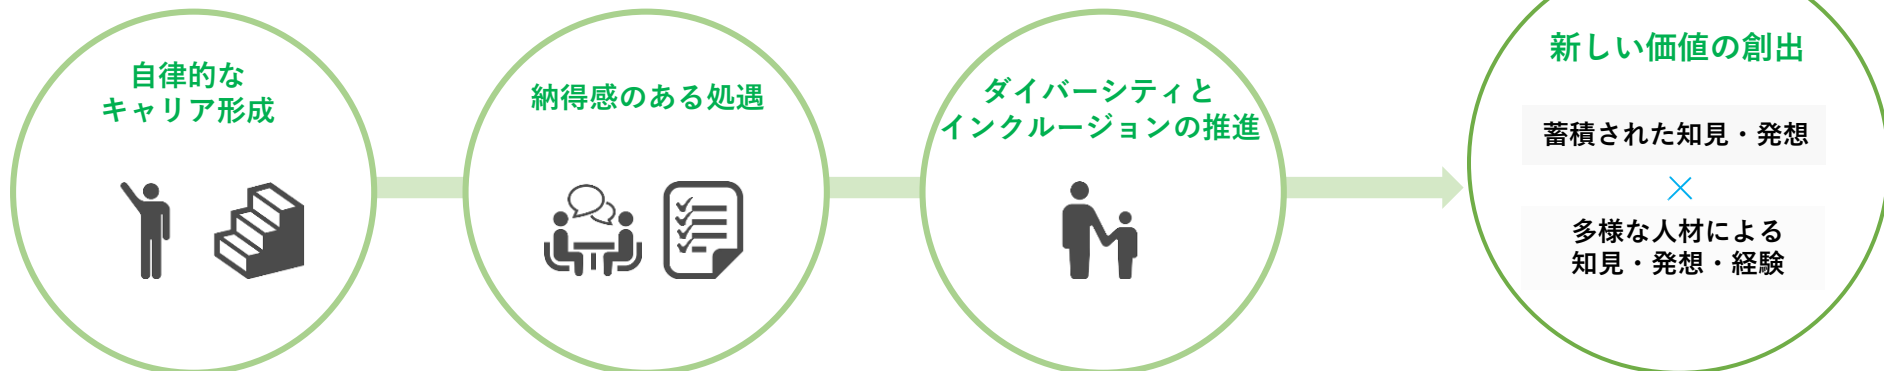 自律的な
キャリア形成
納得感のある処遇
ダイバーシティと
インクルージョンの推進
新しい価値の創出
蓄積された知見・発想
×
多様な人材による
知見・発想・経験